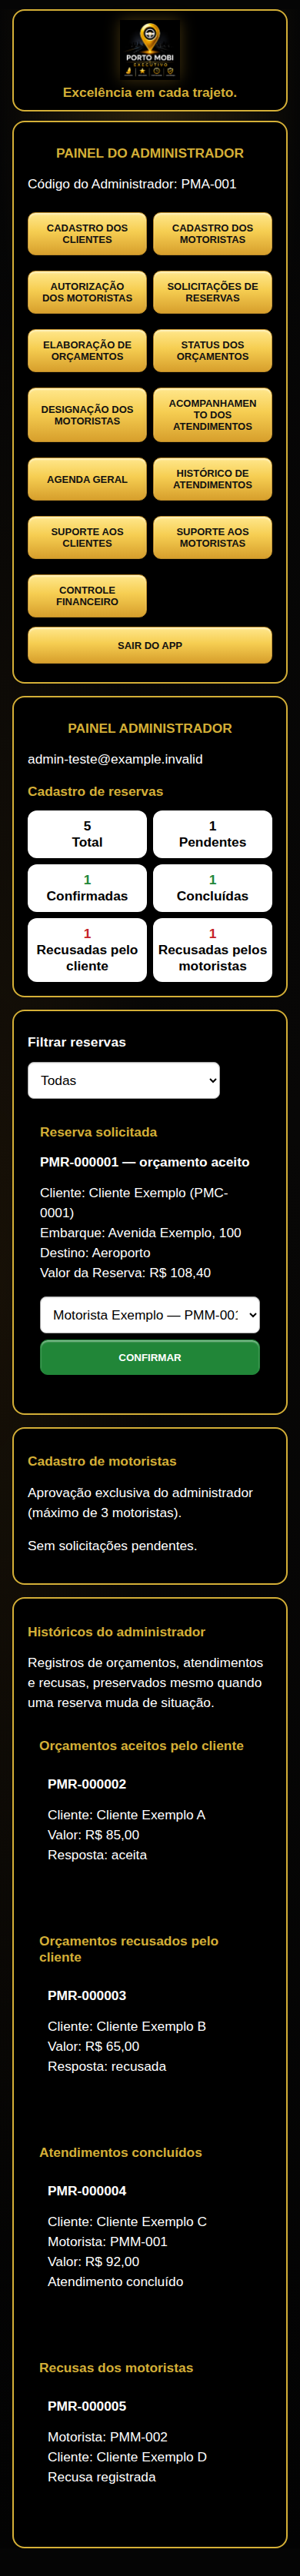 PORTO MOBI
EXECUTIVO
Excelência em cada trajeto.
PAINEL DO ADMINISTRADOR
Código do Administrador: PMA-001
CADASTRO DOS
CLIENTES
CADASTRO DOS
MOTORISTAS
AUTORIZAÇÃO
DOS MOTORISTAS
SOLICITAÇÕES DE
RESERVAS
ELABORAÇÃO DE
ORÇAMENTOS
STATUS DOS
ORÇAMENTOS
DESIGNAÇÃO DOS
MOTORISTAS
ACOMPANHAMEN
TO DOS
ATENDIMENTOS
AGENDA GERAL
HISTÓRICO DE
ATENDIMENTOS
SUPORTE AOS
CLIENTES
SUPORTE AOS
MOTORISTAS
CONTROLE
FINANCEIRO
SAIR DO APP
PAINEL ADMINISTRADOR
admin-teste@example.invalid
Cadastro de reservas
5
Total
1
Pendentes
1
Confirmadas
1
Concluídas
1
Recusadas pelo
cliente
1
Recusadas pelos
motoristas
Filtrar reservas
Todas
Reserva solicitada
PMR-000001 — orçamento aceito
Cliente: Cliente Exemplo (PMC-
0001)
Embarque: Avenida Exemplo, 100
Destino: Aeroporto
Valor da Reserva: R$ 108,40
Motorista Exemplo — PMM-001
CONFIRMAR
Cadastro de motoristas
Aprovação exclusiva do administrador
(máximo de 3 motoristas).
Sem solicitações pendentes.
Históricos do administrador
Registros de orçamentos, atendimentos
e recusas, preservados mesmo quando
uma reserva muda de situação.
Orçamentos aceitos pelo cliente
PMR-000002
Cliente: Cliente Exemplo A
Valor: R$ 85,00
Resposta: aceita
Orçamentos recusados pelo
cliente
PMR-000003
Cliente: Cliente Exemplo B
Valor: R$ 65,00
Resposta: recusada
Atendimentos concluídos
PMR-000004
Cliente: Cliente Exemplo C
Motorista: PMM-001
Valor: R$ 92,00
Atendimento concluído
Recusas dos motoristas
PMR-000005
Motorista: PMM-002
Cliente: Cliente Exemplo D
Recusa registrada